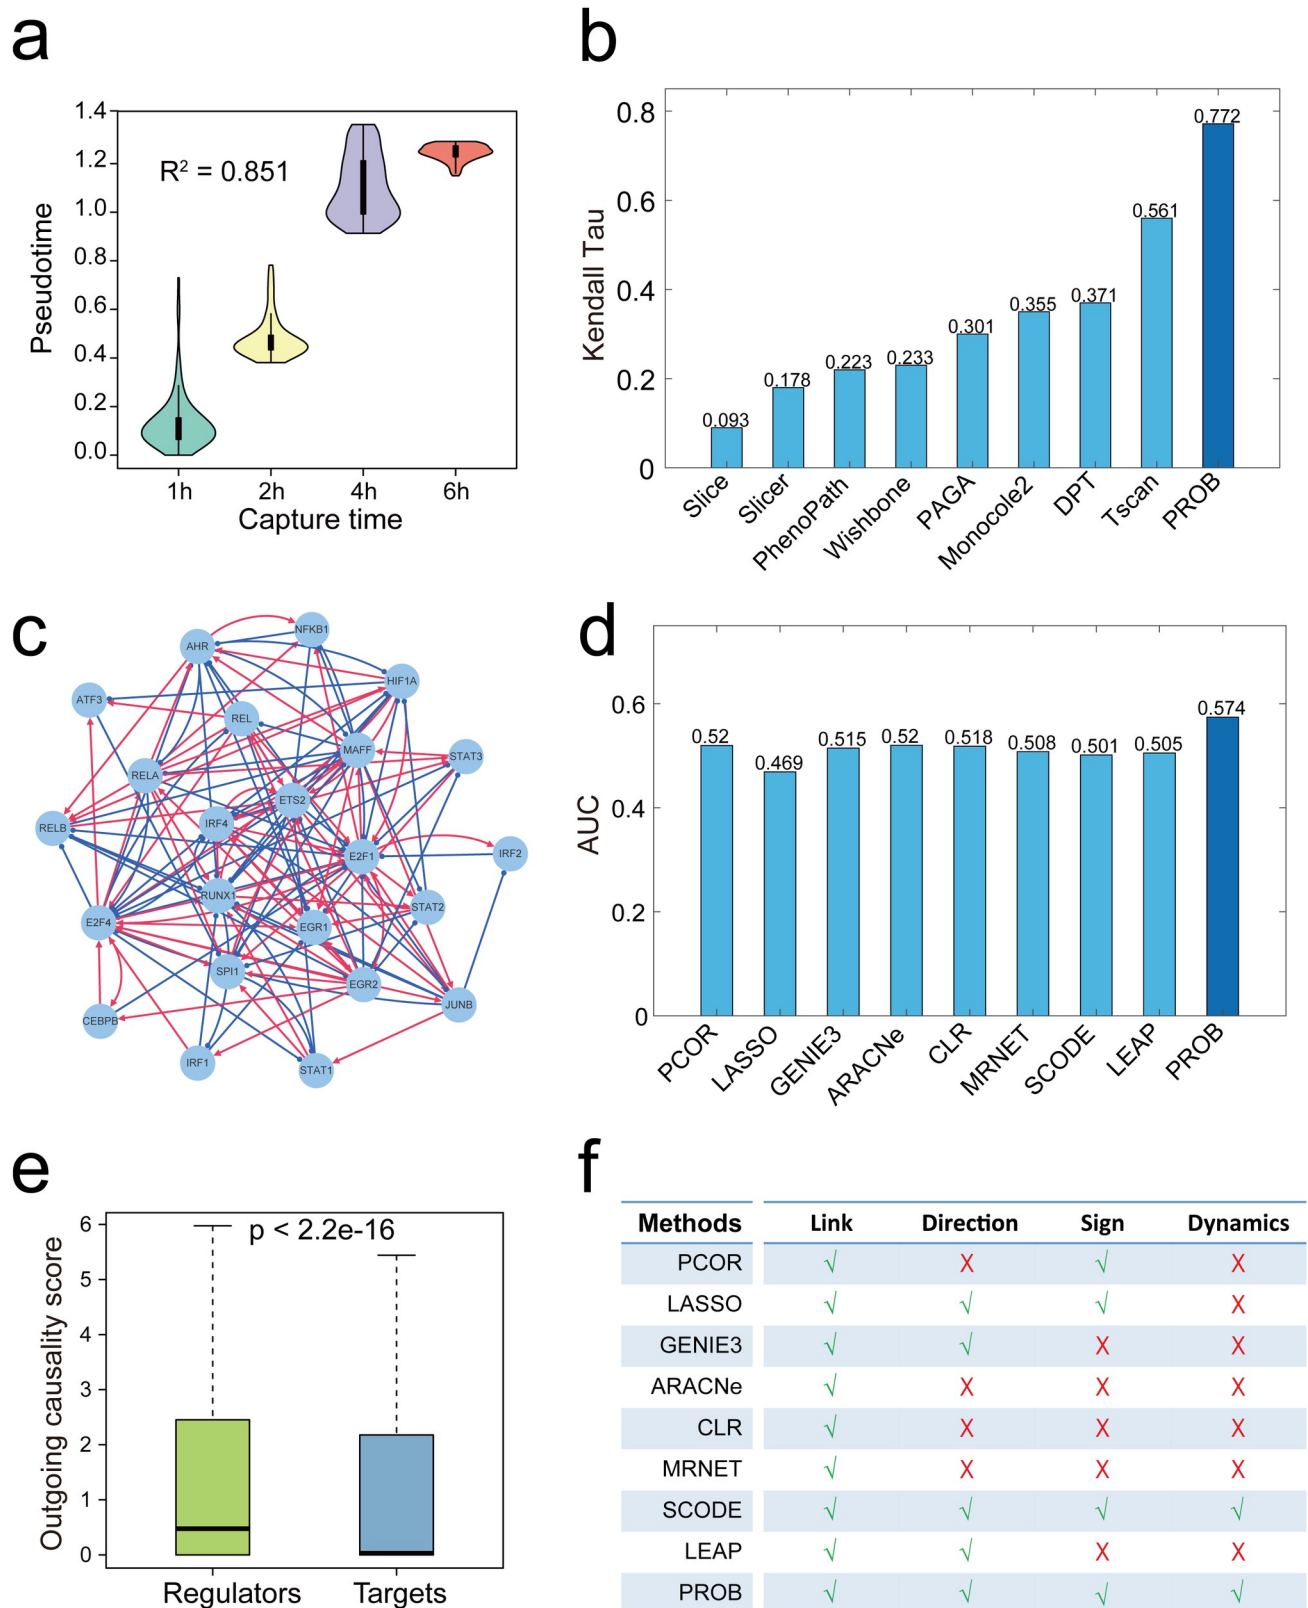 a
1.4
1.2
1.0
0.8
0.6
0.4
0.2
0.0
Pseudotime
R² = 0.851
1h 2h 4h 6h
Capture time
b
0.8
0.6
0.4
0.2
0
Kendall Tau
0.093
0.178
0.223
0.233
0.301
0.355
0.371
0.561
0.772
Slice
Slicer
PhenoPath
Wishbone
PAGA
Monocole2
DPT
Tscan
PROB
c
NFKB1
AHR
HIF1A
ATF3
REL
MAFF
STAT3
RELA
ETS2
IRF4
RELB
E2F1
IRF2
RUNX1
STAT2
E2F4
EGR1
SPI1
EGR2
JUNB
CEBPB
IRF1
STAT1
d
0.6
0.4
0.2
0
AUC
0.52
0.469
0.515
0.52
0.518
0.508
0.501
0.505
0.574
PCOR
LASSO
GENIE3
ARACNe
CLR
MRNET
SCODE
LEAP
PROB
e
6
5
4
3
2
1
0
Outgoing causality score
p < 2.2e-16
Regulators Targets
f
Methods Link Direction Sign Dynamics
PCOR √ X √ X
LASSO √ √ √ X
GENIE3 √ √ X X
ARACNe √ X X X
CLR √ X X X
MRNET √ X X X
SCODE √ √ √ √
LEAP √ √ X X
PROB √ √ √ √